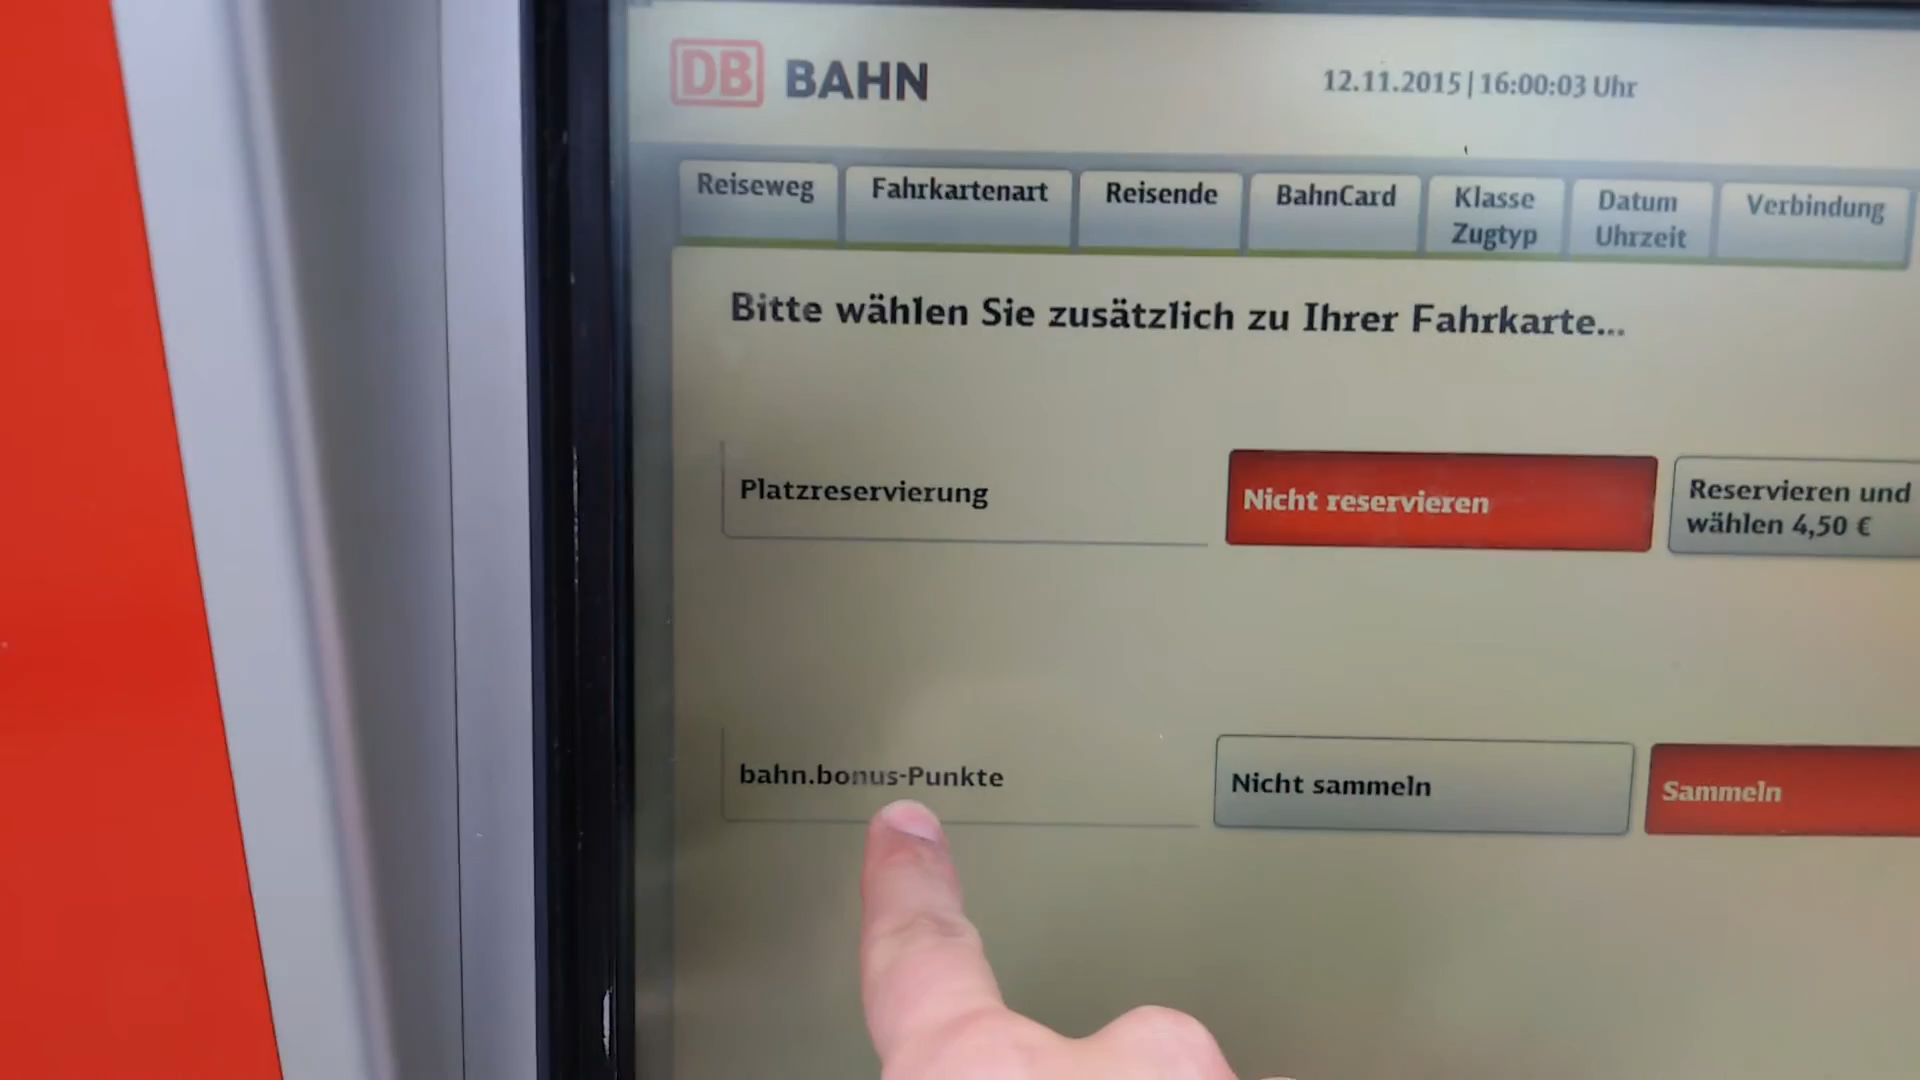 DB BAHN
12.11.2015 | 16:00:03 Uhr
Reiseweg
Fahrkartenart
Reisende
BahnCard
Klasse
Zugtyp
Datum
Uhrzeit
Verbindung
Bitte wählen Sie zusätzlich zu Ihrer Fahrkarte...
Platzreservierung
Nicht reservieren
Reservieren und
wählen 4,50 €
bahn.bonus-Punkte
Nicht sammeln
Sammeln